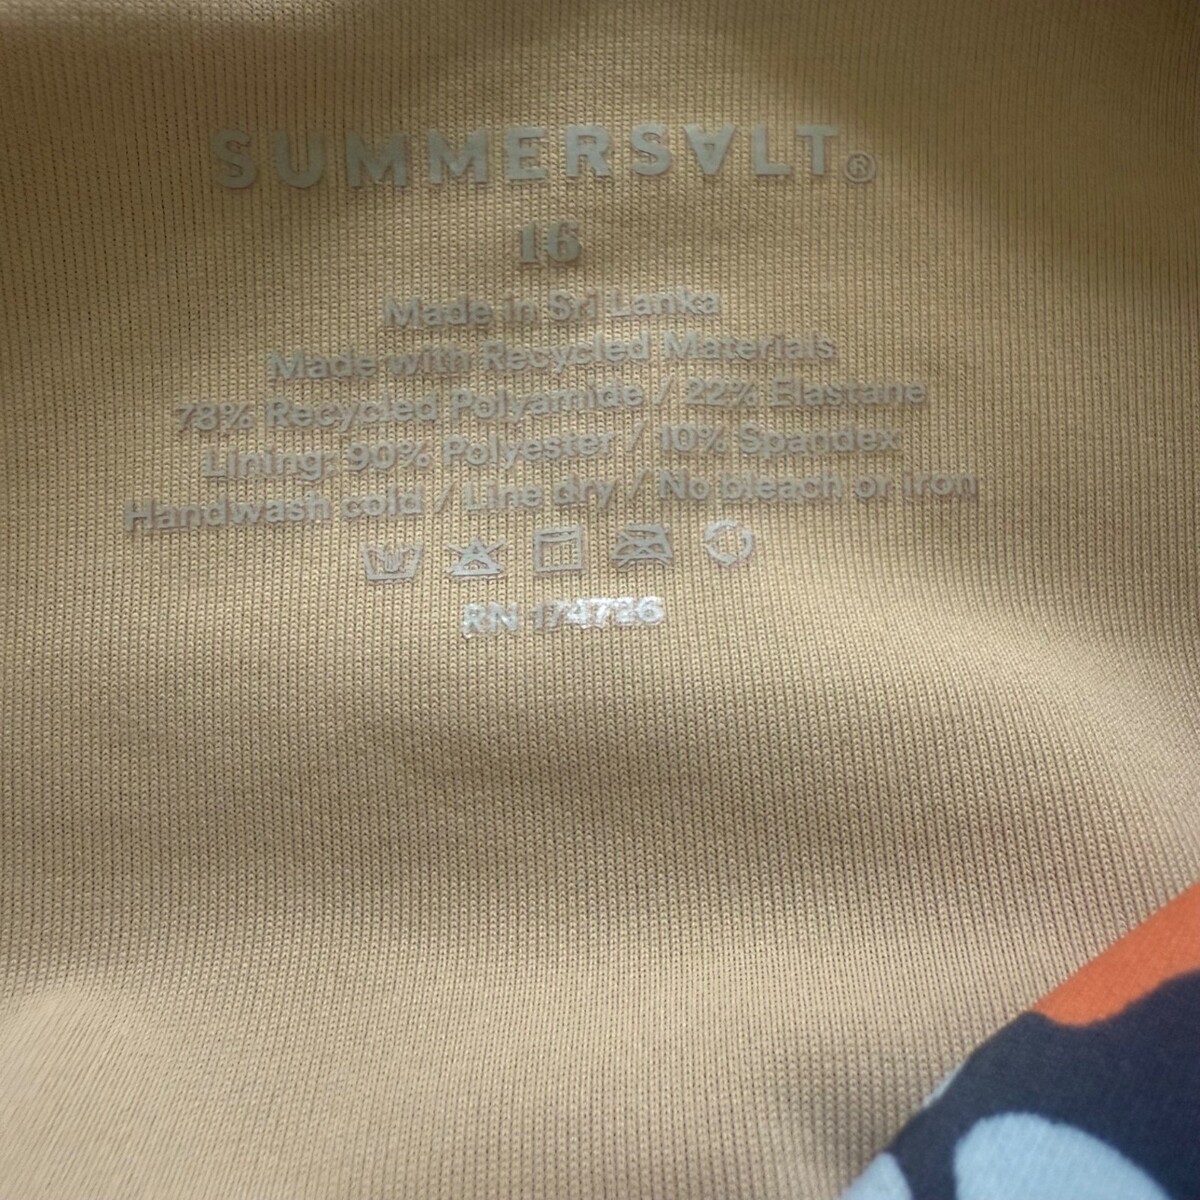 SUMMERSALT®
16
Made in Sri Lanka
Made with Recycled Materials
78% Recycled Polyamide / 22% Elastane
Lining: 90% Polyester / 10% Spandex
Handwash cold / Line dry / No bleach or iron
RN 174726